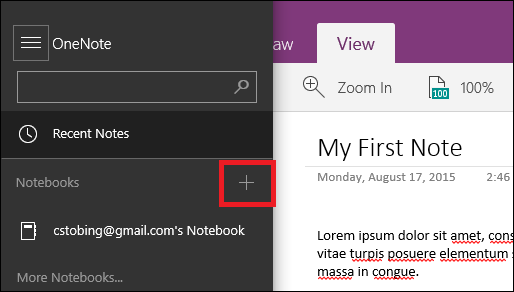 OneNote
aw
View
Zoom In
100
100%
Recent Notes
Notebooks
cstobing@gmail.com's Notebook
More Notebooks...
My First Note
Monday, August 17, 2015 2:46
Lorem ipsum dolor sit amet, cons
vitae turpis posuere elementum s
massa in congue.